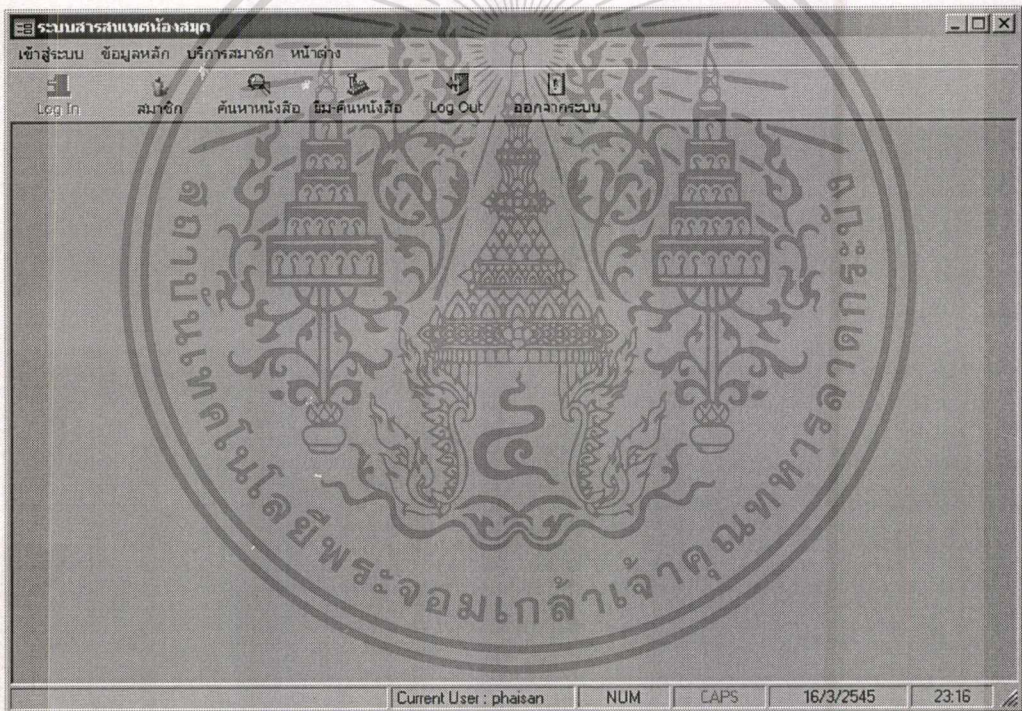 ระบบสารสนเทศห้องสมุด
เข้าสู่ระบบ ข้อมูลหลัก บริการสมาชิก หน้าต่าง
Log In สมาชิก ค้นหาหนังสือ ยืม-คืนหนังสือ Log Out ออกจากระบบ
สถาบันเทคโนโลยีพระจอมเกล้าเจ้าคุณทหารลาดกระบัง
Current User : phaisan NUM CAPS 16/3/2545 23:16